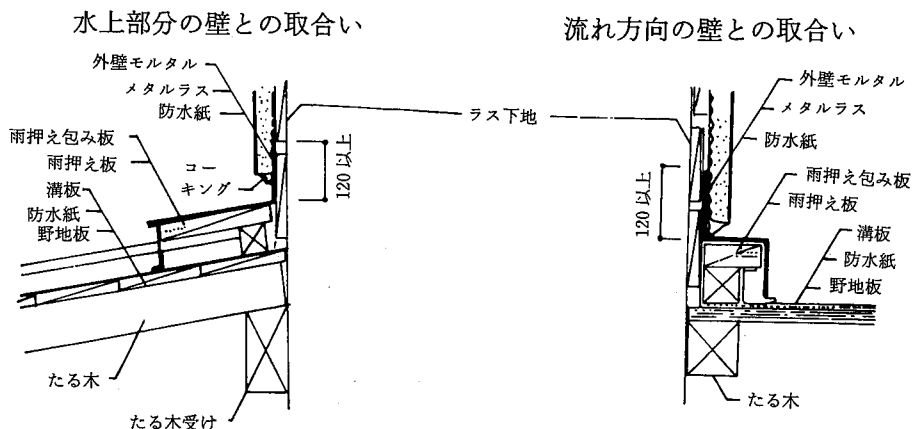 水上部分の壁との取合い
外壁モルタル
メタルラス
防水紙
雨押え包み板
雨押え板
溝板
防水紙
野地板
コー
キング
120以上
たる木
たる木受け
ラス下地
流れ方向の壁との取合い
外壁モルタル
メタルラス
防水紙
120以上
雨押え包み板
雨押え板
溝板
防水紙
野地板
たる木